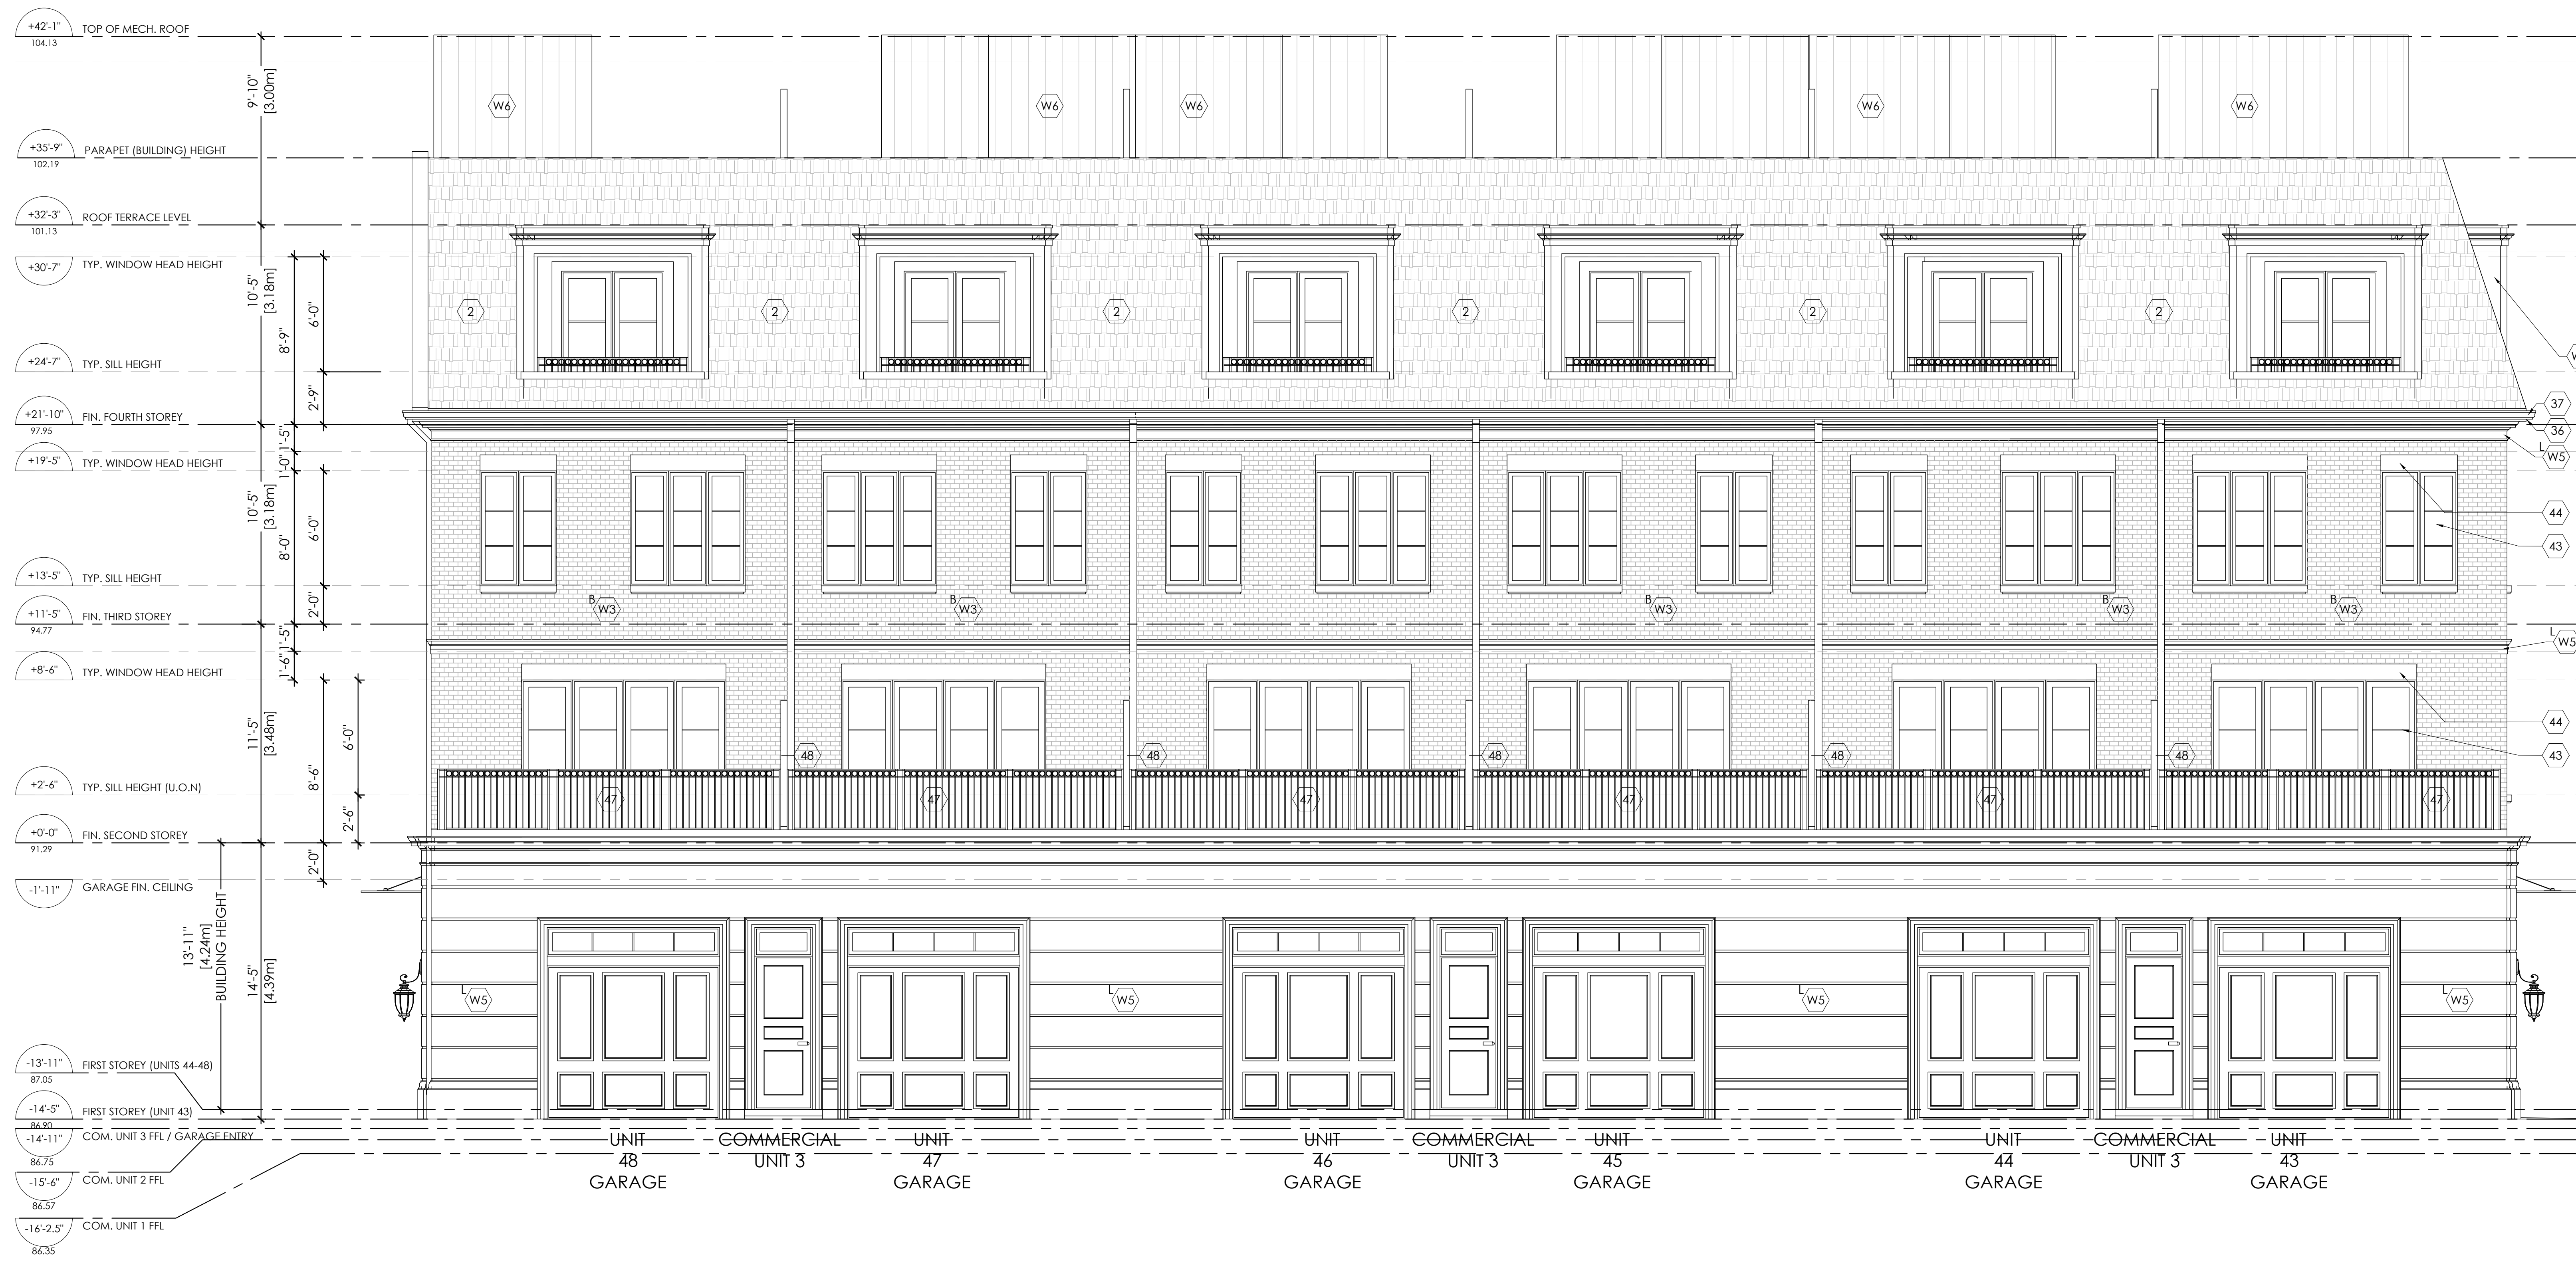 +42'-1" TOP OF MECH. ROOF
104.13
9'-10"
[3.00m]
W6 W6 W6 W6 W6
+35'-9" PARAPET (BUILDING) HEIGHT
102.19
+32'-3" ROOF TERRACE LEVEL
101.13
+30'-7" TYP. WINDOW HEAD HEIGHT
10'-5"
[3.18m]
8'-9"
6'-0"
2 2 2 2 2 2
+24'-7" TYP. SILL HEIGHT
2'-9"
+21'-10" FIN. FOURTH STOREY
97.95
37
36
1'-5"
1'-0"
L
W5
+19'-5" TYP. WINDOW HEAD HEIGHT
10'-5"
[3.18m]
8'-0"
6'-0"
44
43
+13'-5" TYP. SILL HEIGHT
2'-0"
B B B B B
W3 W3 W3 W3 W3
+11'-5" FIN. THIRD STOREY
94.77
1'-5"
1'-6"
L
W5
+8'-6" TYP. WINDOW HEAD HEIGHT
11'-5"
[3.48m]
8'-6"
6'-0"
44
48 48 48 48 48 43
+2'-6" TYP. SILL HEIGHT (U.O.N)
2'-6"
47 47 47 47 47 47
+0'-0" FIN. SECOND STOREY
91.29
2'-0"
-1'-11" GARAGE FIN. CEILING
13'-11"
[4.24m]
BUILDING HEIGHT
14'-5"
[4.39m]
L L L L
W5 W5 W5 W5
-13'-11" FIRST STOREY (UNITS 44-48)
87.05
-14'-5" FIRST STOREY (UNIT 43)
86.90
-14'-11" COM. UNIT 3 FFL / GARAGE ENTRY
86.75
-15'-6" COM. UNIT 2 FFL
86.57
-16'-2.5" COM. UNIT 1 FFL
86.35
UNIT
48
GARAGE
COMMERCIAL
UNIT 3
UNIT
47
GARAGE
UNIT
46
GARAGE
COMMERCIAL
UNIT 3
UNIT
45
GARAGE
UNIT
44
GARAGE
COMMERCIAL
UNIT 3
UNIT
43
GARAGE